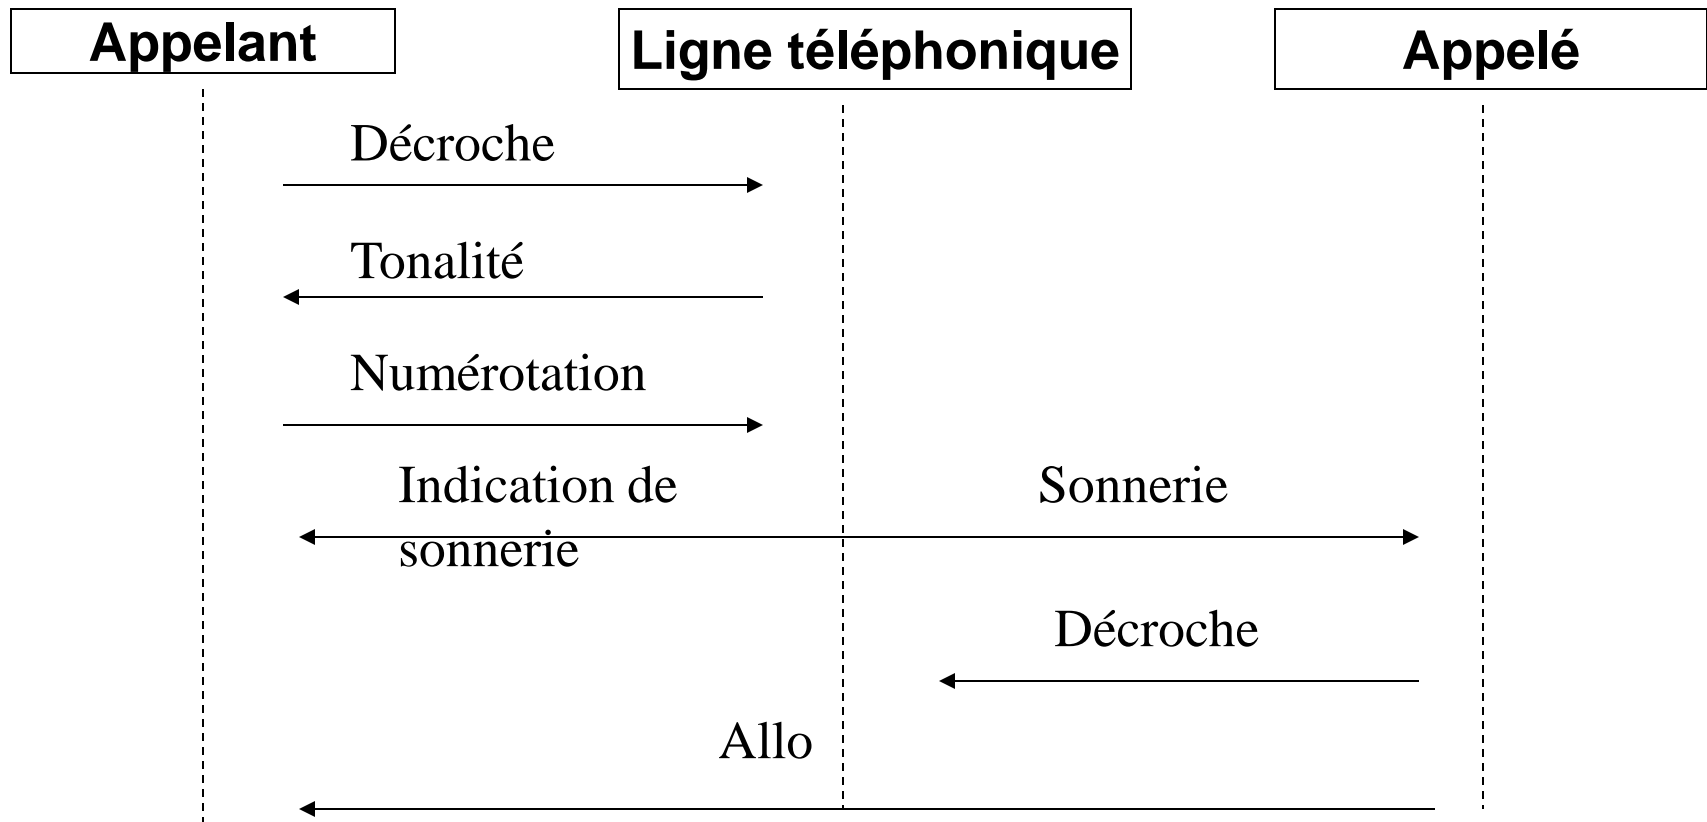 Appelant
Ligne téléphonique
Appelé
Décroche
Tonalité
Numérotation
Indication de
sonnerie
Sonnerie
Décroche
Allo